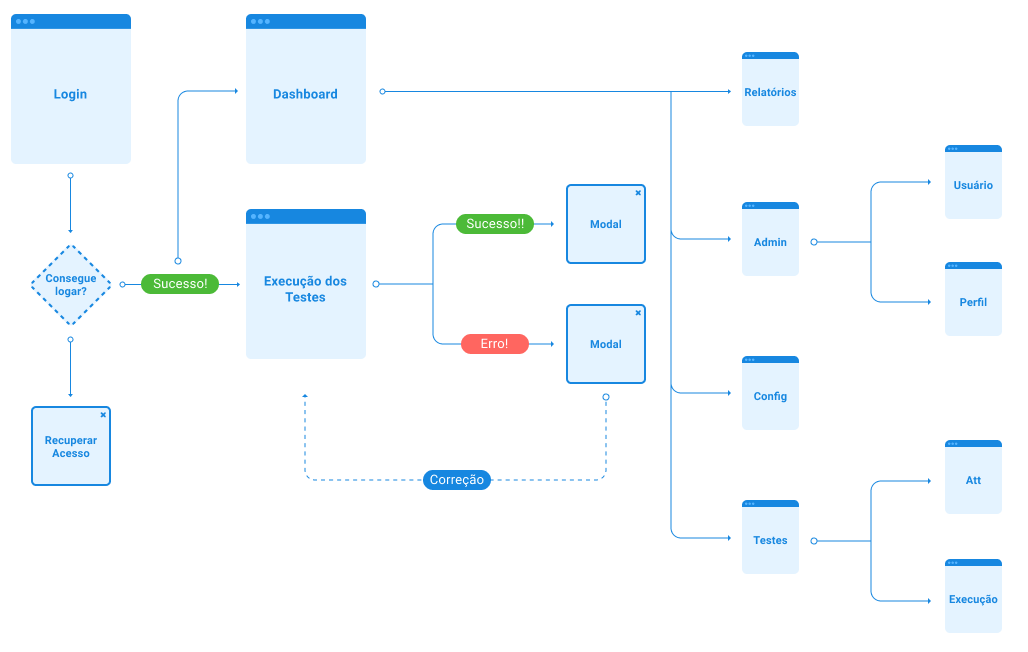 Login
Dashboard
Relatórios
Usuário
Sucesso!!
Modal
Admin
Consegue
logar?
Sucesso!
Execução dos
Testes
Perfil
Erro!
Modal
Config
Recuperar
Acesso
Correção
Att
Testes
Execução